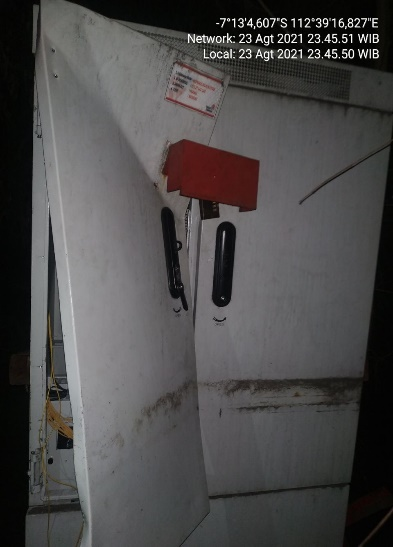 -7°13'4,607"S 112°39'16,827"E
Network: 23 Agt 2021 23.45.51 WIB
Local: 23 Agt 2021 23.45.50 WIB